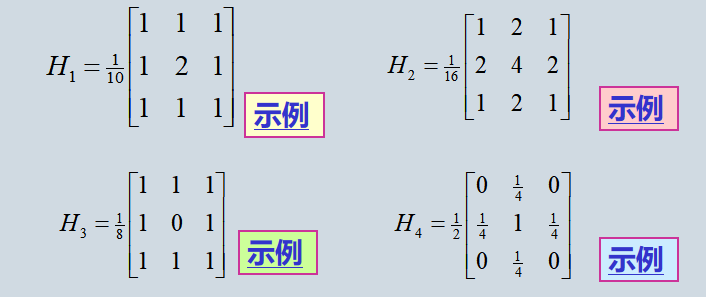 H₁ = 1/10 [1 1 1
1 2 1
1 1 1]
示例
H₂ = 1/16 [1 2 1
2 4 2
1 2 1]
示例
H₃ = 1/8 [1 1 1
1 0 1
1 1 1]
示例
H₄ = 1/2 [0 1/4 0
1/4 1 1/4
0 1/4 0]
示例